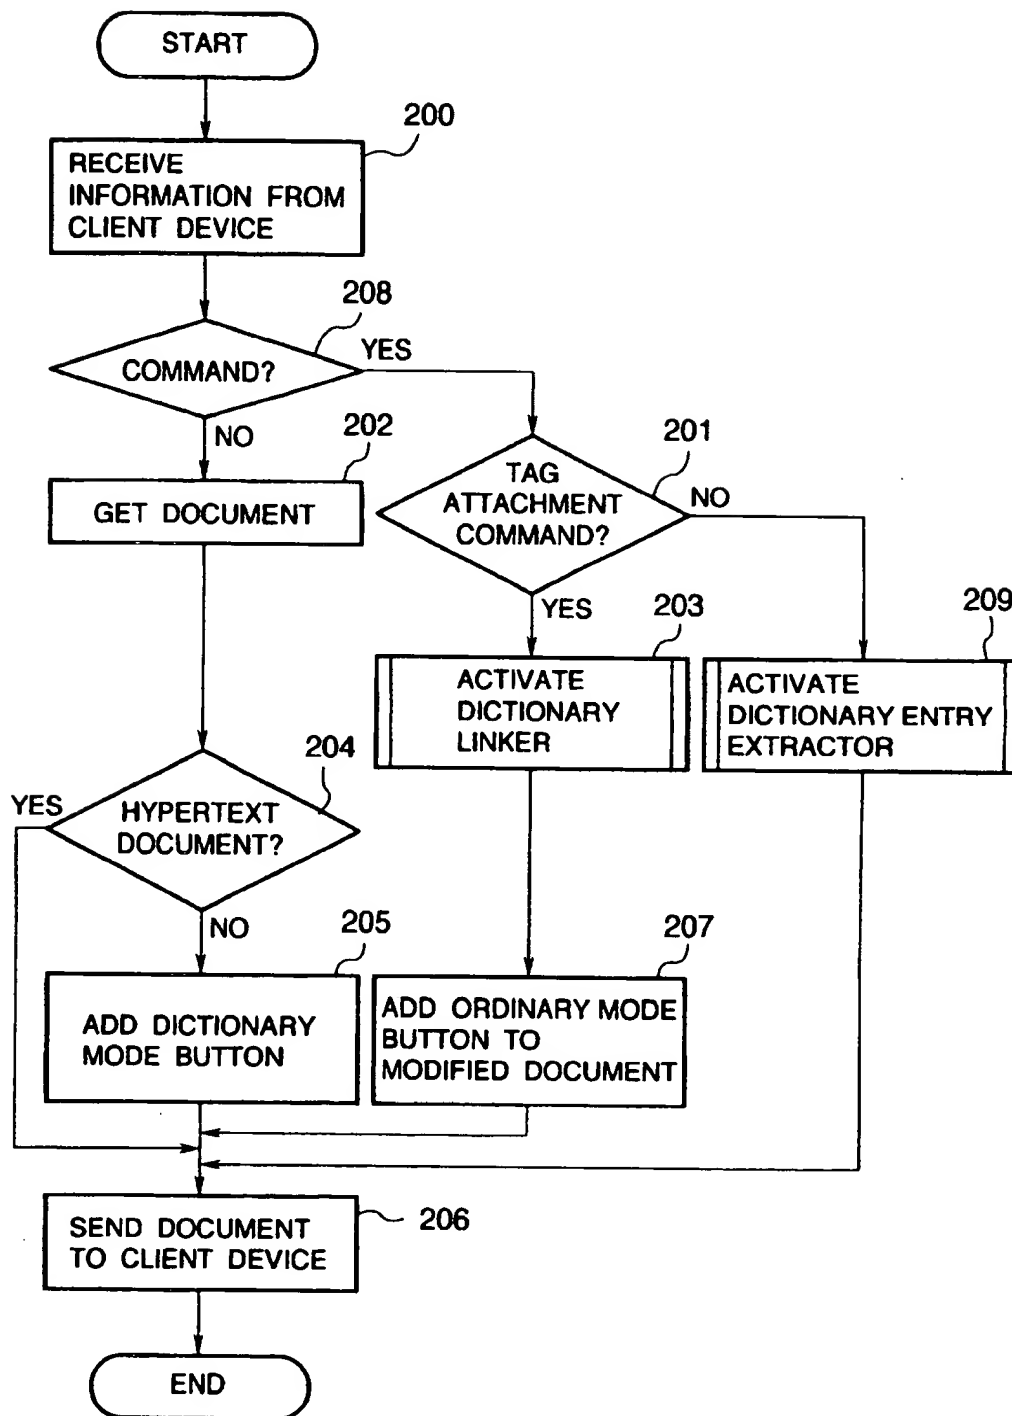 START
200
RECEIVE
INFORMATION FROM
CLIENT DEVICE
208
COMMAND?
YES
NO
202
GET DOCUMENT
201
TAG
ATTACHMENT
COMMAND?
NO
YES
203
ACTIVATE
DICTIONARY
LINKER
209
ACTIVATE
DICTIONARY ENTRY
EXTRACTOR
204
YES
HYPERTEXT
DOCUMENT?
NO
205
ADD DICTIONARY
MODE BUTTON
207
ADD ORDINARY MODE
BUTTON TO
MODIFIED DOCUMENT
SEND DOCUMENT
TO CLIENT DEVICE
206
END